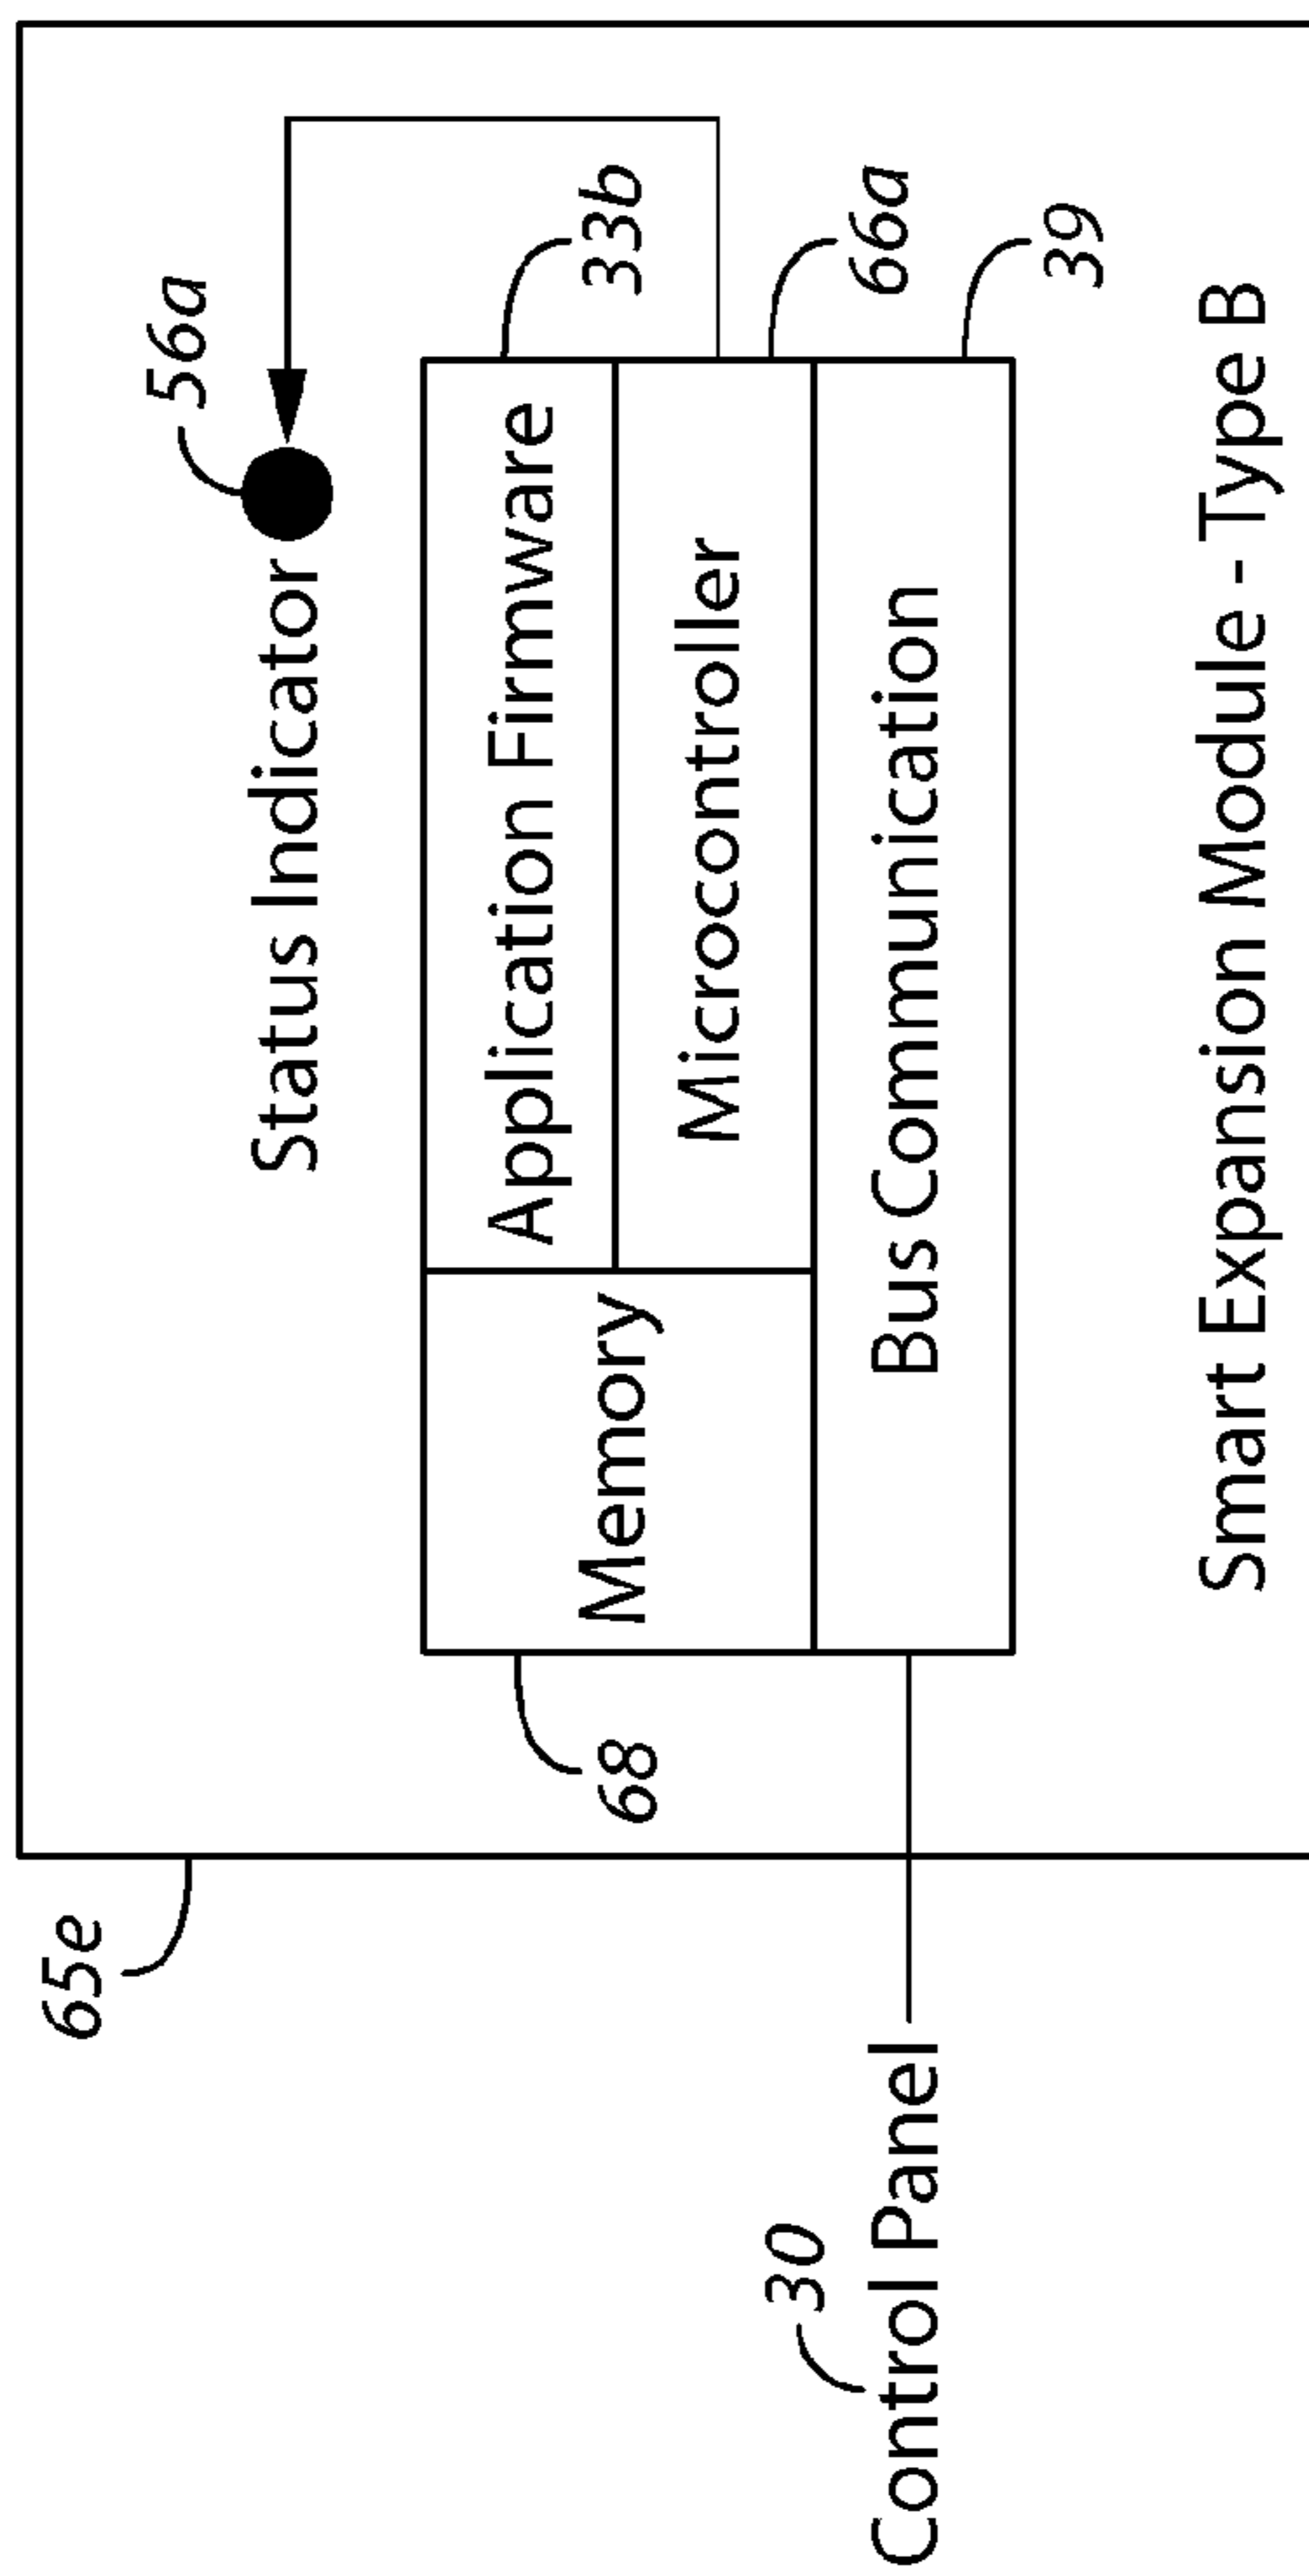 56a
Status Indicator
65e
Application Firmware
33b
68
Memory
Microcontroller
66a
30
Control Panel
Bus Communication
39
Smart Expansion Module - Type B